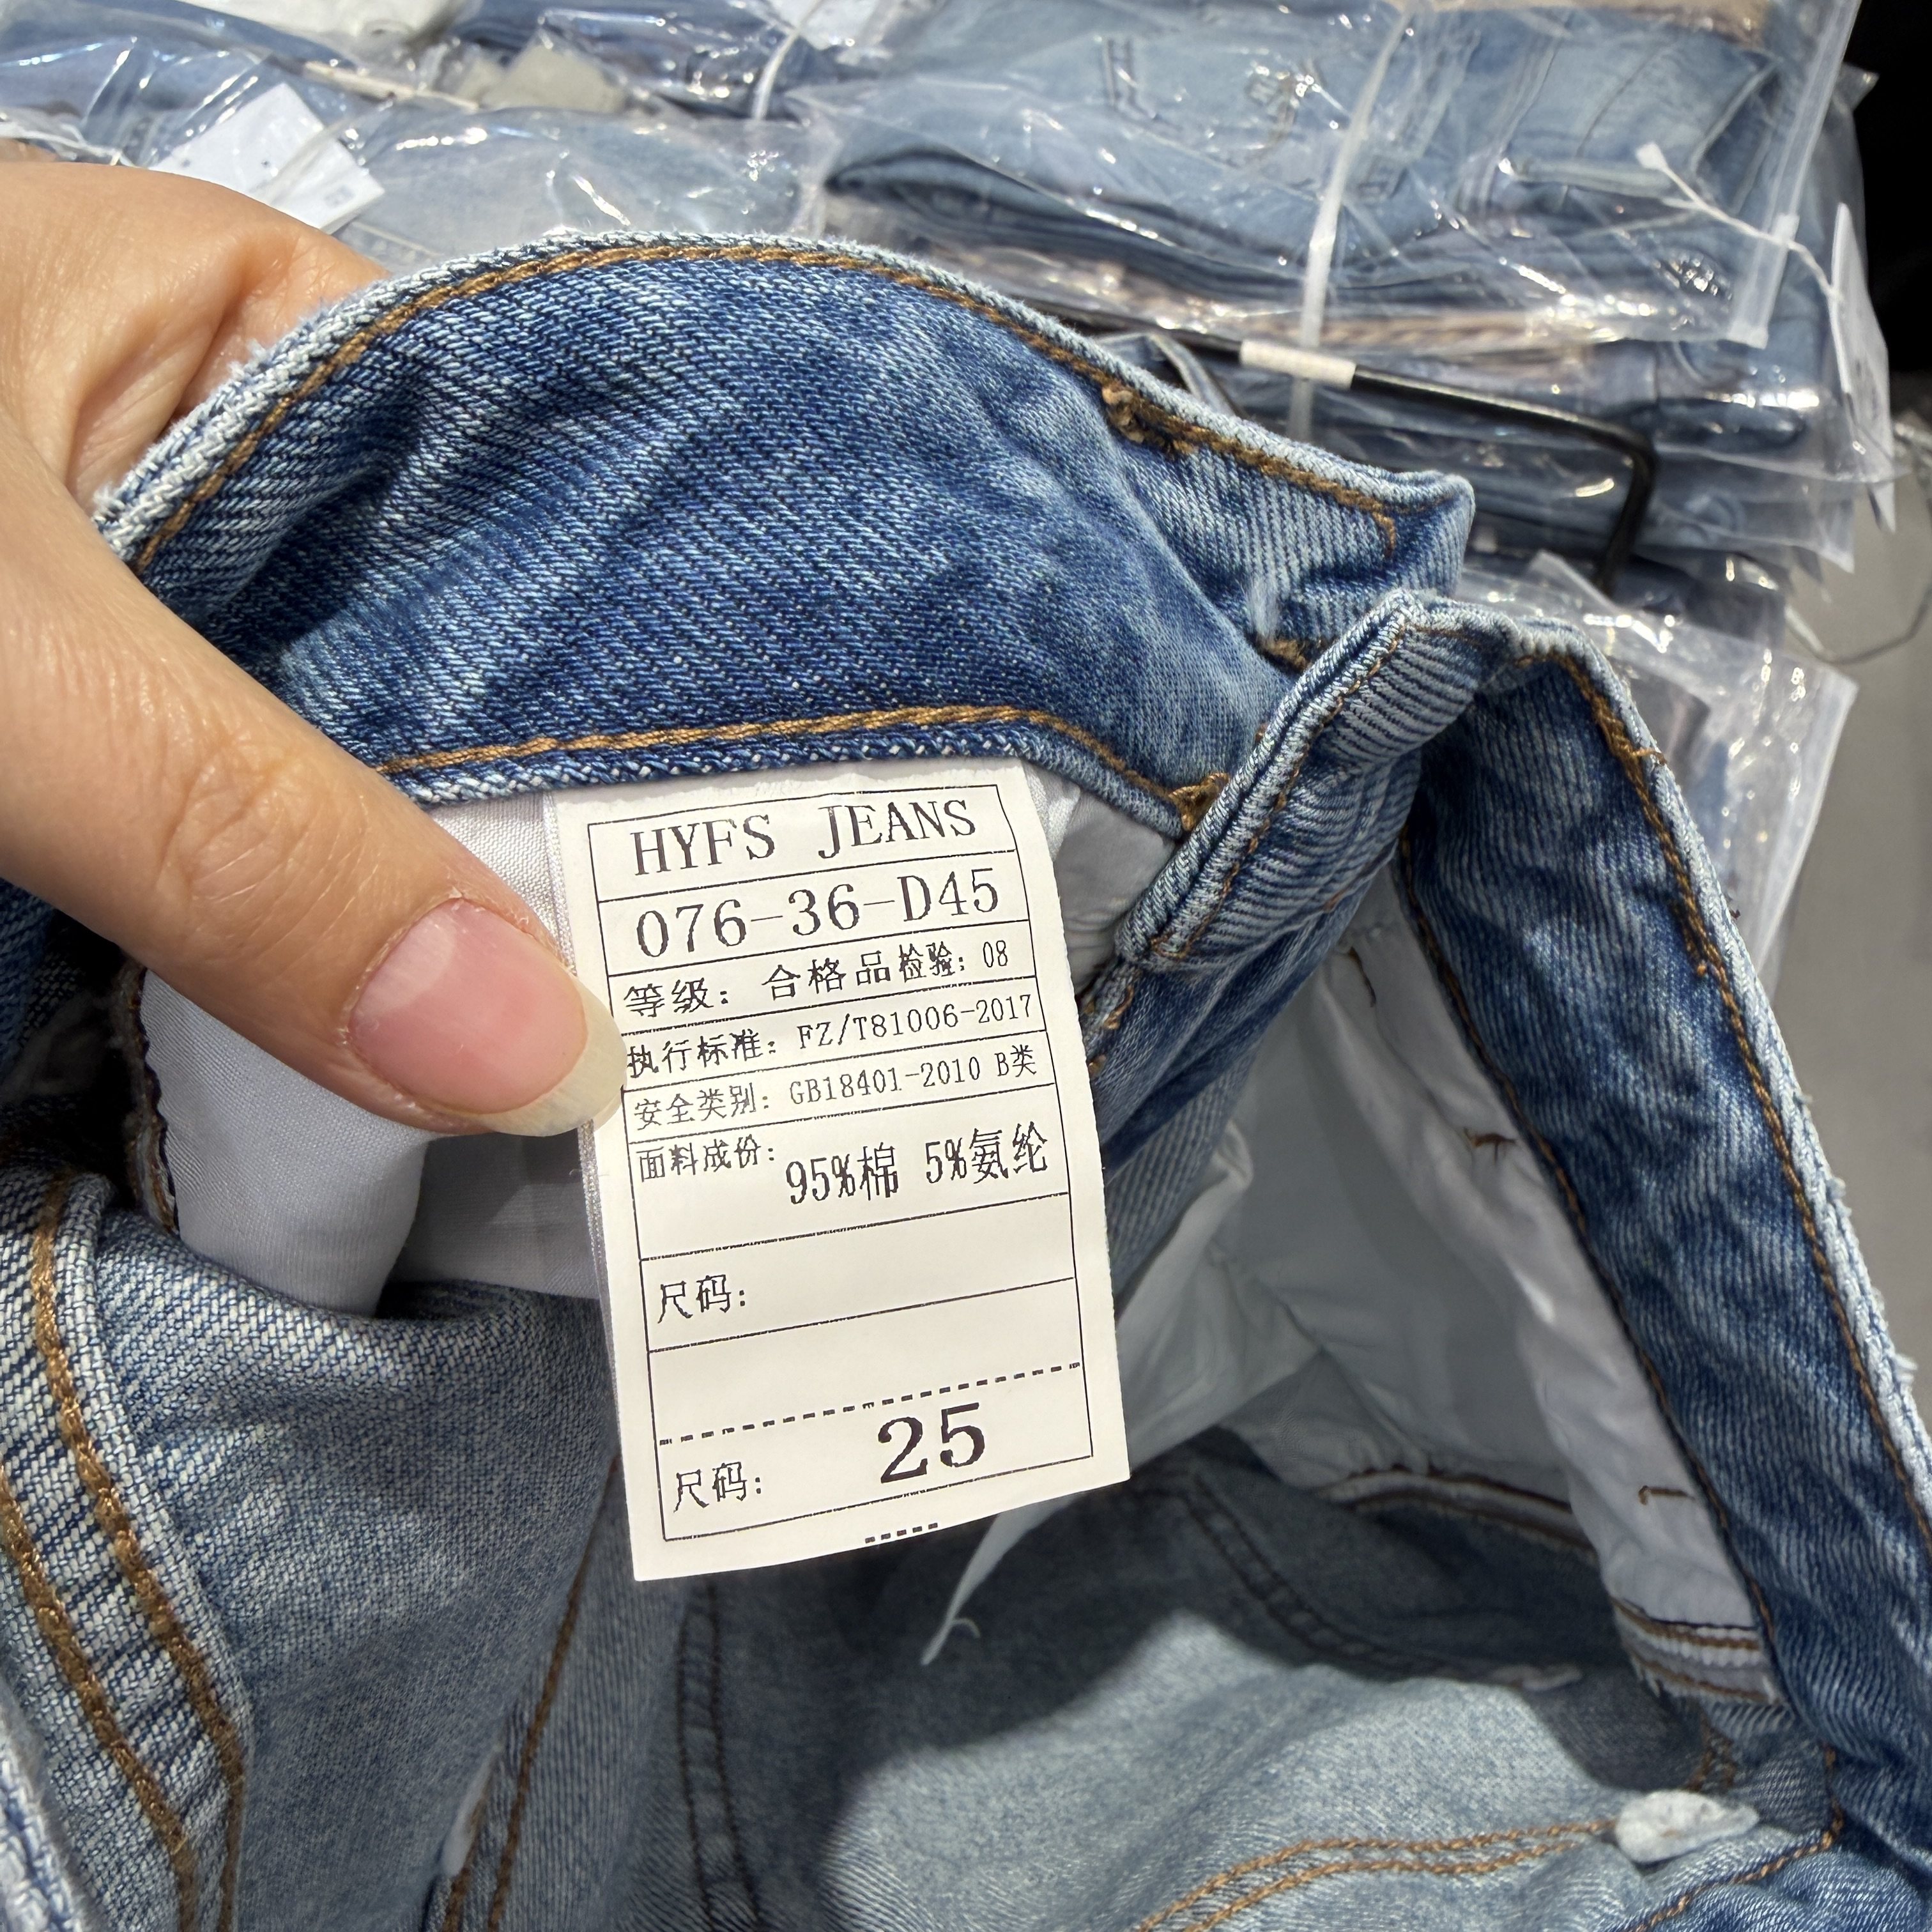 HYFS JEANS
076-36-D45
等级: 合格品检验: 08
执行标准: FZ/T81006-2017
安全类别: GB18401-2010 B类
面料成份: 95%棉 5%氨纶
尺码:
尺码: 25